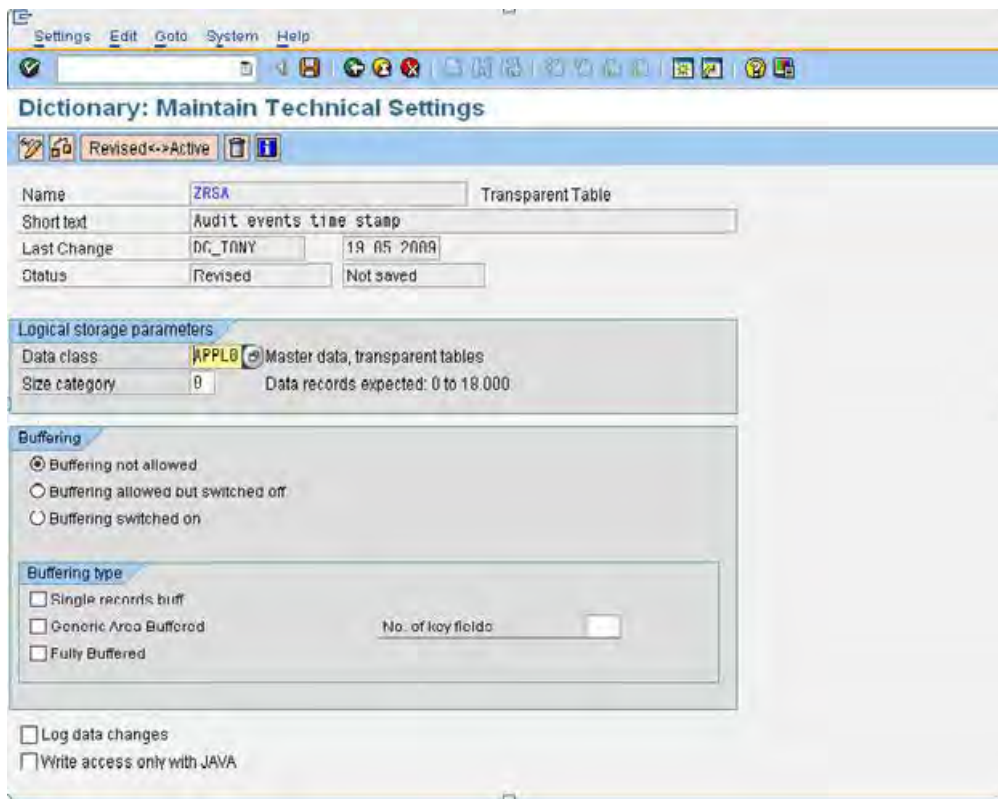 Settings Edit Goto System Help
Dictionary: Maintain Technical Settings
Revised<->Active
Name ZRSA Transparent Table
Short text Audit events time stamp
Last Change DC_TONY 19 05 2009
Status Revised Not saved
Logical storage parameters
Data class APPL0 Master data, transparent tables
Size category 0 Data records expected: 0 to 18.000
Buffering
Buffering not allowed
Buffering allowed but switched off
Buffering switched on
Buffering type
Single records buff
Generic Area Buffered No. of key fields
Fully Buffered
Log data changes
Write access only with JAVA